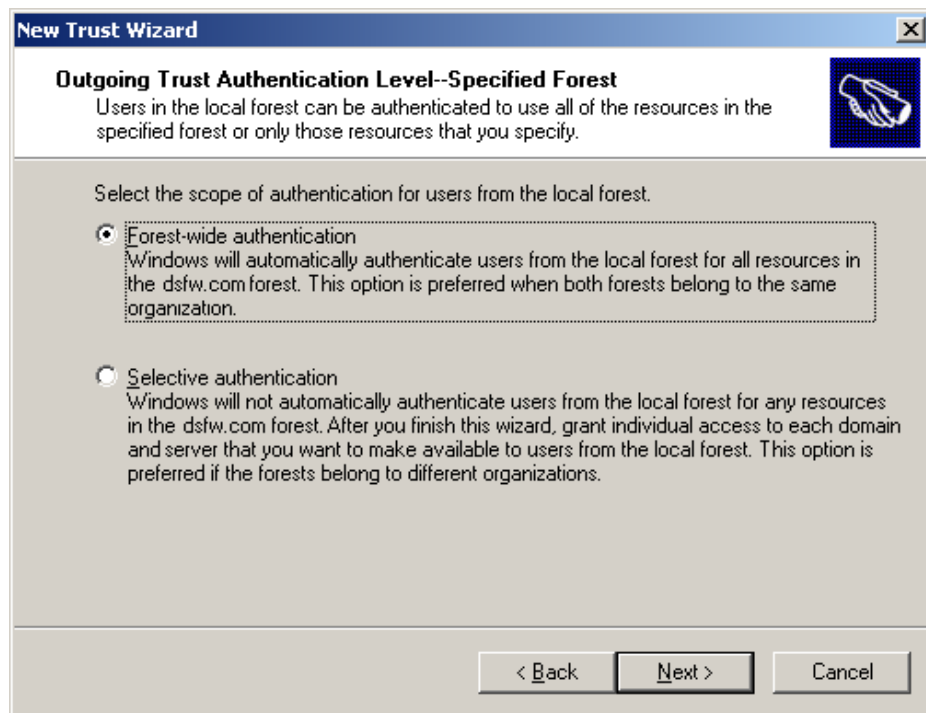 New Trust Wizard
Outgoing Trust Authentication Level--Specified Forest
Users in the local forest can be authenticated to use all of the resources in the
specified forest or only those resources that you specify.
Select the scope of authentication for users from the local forest.
Forest-wide authentication
Windows will automatically authenticate users from the local forest for all resources in
the dsfw.com forest. This option is preferred when both forests belong to the same
organization.
Selective authentication
Windows will not automatically authenticate users from the local forest for any resources
in the dsfw.com forest. After you finish this wizard, grant individual access to each domain
and server that you want to make available to users from the local forest. This option is
preferred if the forests belong to different organizations.
< Back
Next >
Cancel